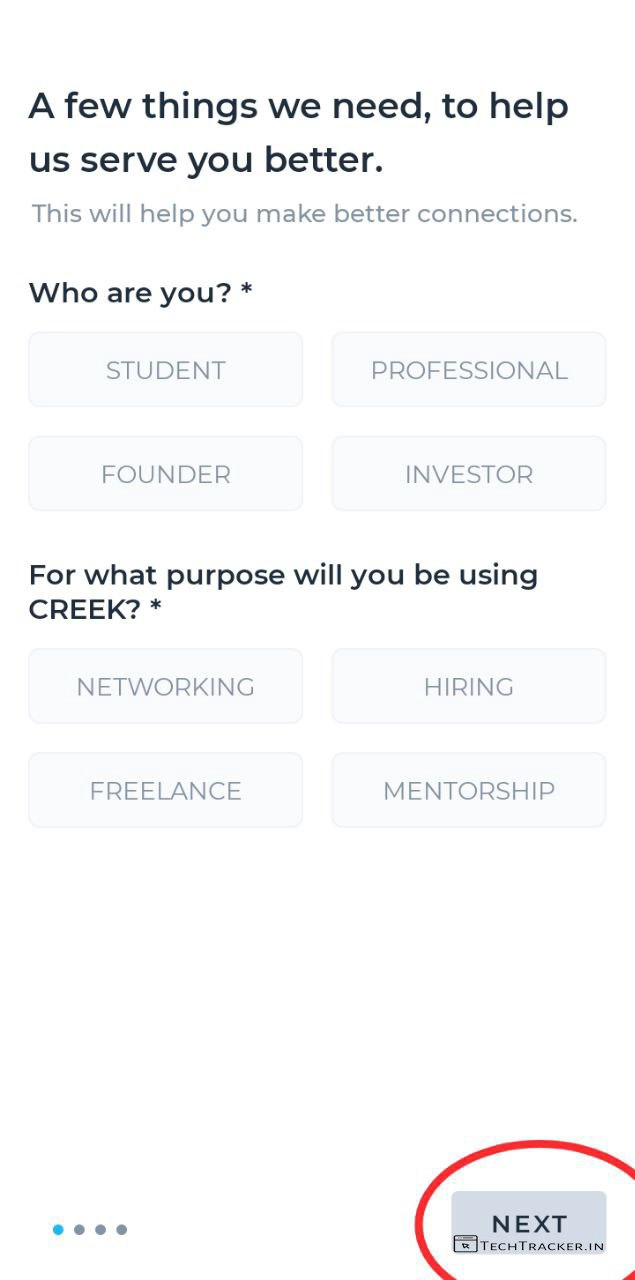 A few things we need, to help
us serve you better.
This will help you make better connections.
Who are you? *
STUDENT
PROFESSIONAL
FOUNDER
INVESTOR
For what purpose will you be using
CREEK? *
NETWORKING
HIRING
FREELANCE
MENTORSHIP
NEXT
TECHTRACKER.IN